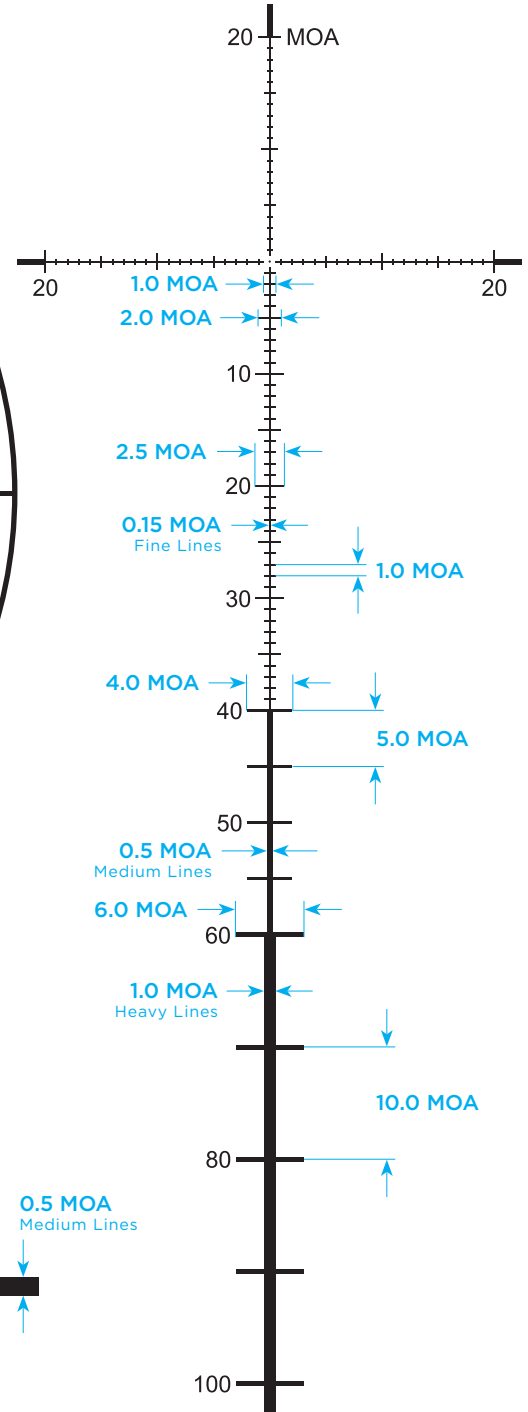 20 MOA
20 20
1.0 MOA
2.0 MOA
10
2.5 MOA
20
0.15 MOA
Fine Lines
1.0 MOA
30
4.0 MOA
40
5.0 MOA
50
0.5 MOA
Medium Lines
6.0 MOA
60
1.0 MOA
Heavy Lines
10.0 MOA
80
0.5 MOA
Medium Lines
100